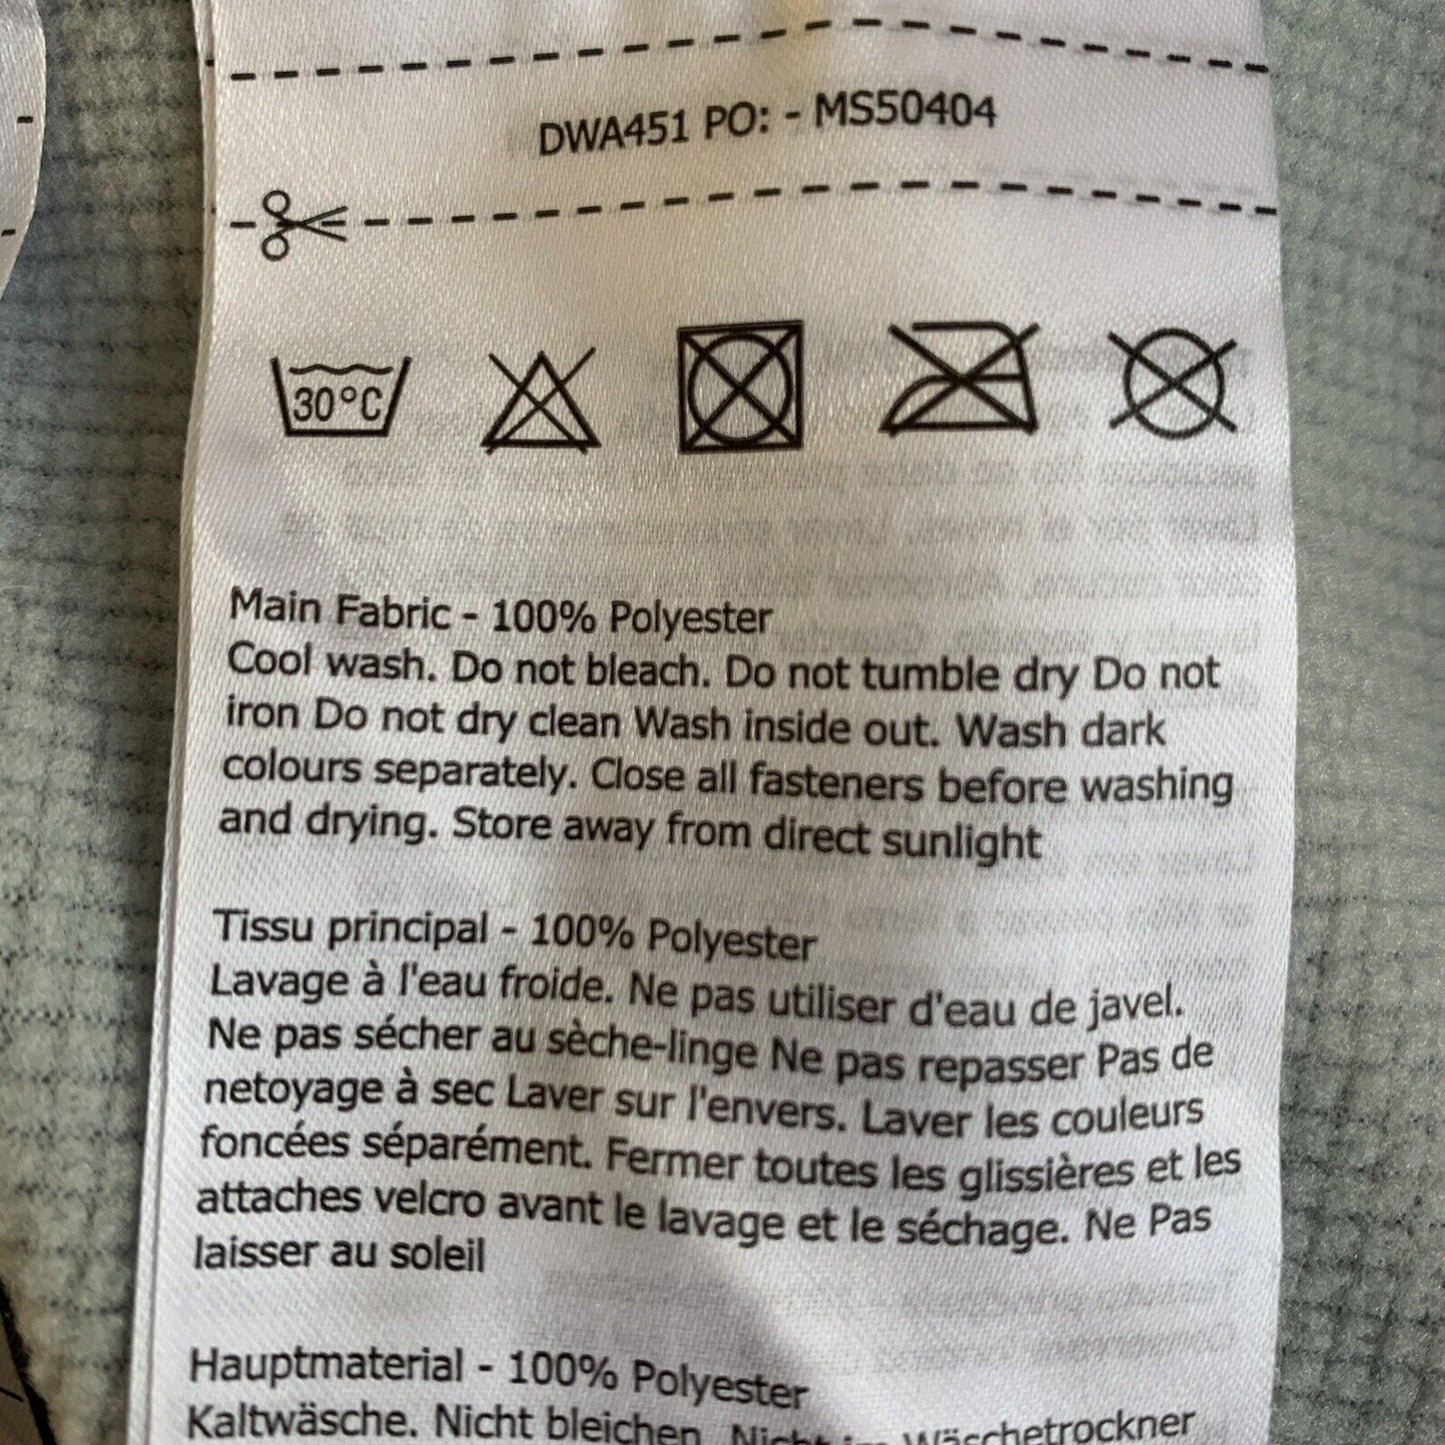 DWA451 PO: - MS50404
30°C
Main Fabric - 100% Polyester
Cool wash. Do not bleach. Do not tumble dry Do not
iron Do not dry clean Wash inside out. Wash dark
colours separately. Close all fasteners before washing
and drying. Store away from direct sunlight
Tissu principal - 100% Polyester
Lavage à l'eau froide. Ne pas utiliser d'eau de javel.
Ne pas sécher au sèche-linge Ne pas repasser Pas de
netoyage à sec Laver sur l'envers. Laver les couleurs
foncées séparément. Fermer toutes les glissières et les
attaches velcro avant le lavage et le séchage. Ne Pas
laisser au soleil
Hauptmaterial - 100% Polyester
Kaltwäsche. Nicht bleichen. Nicht im Wäschetrockner